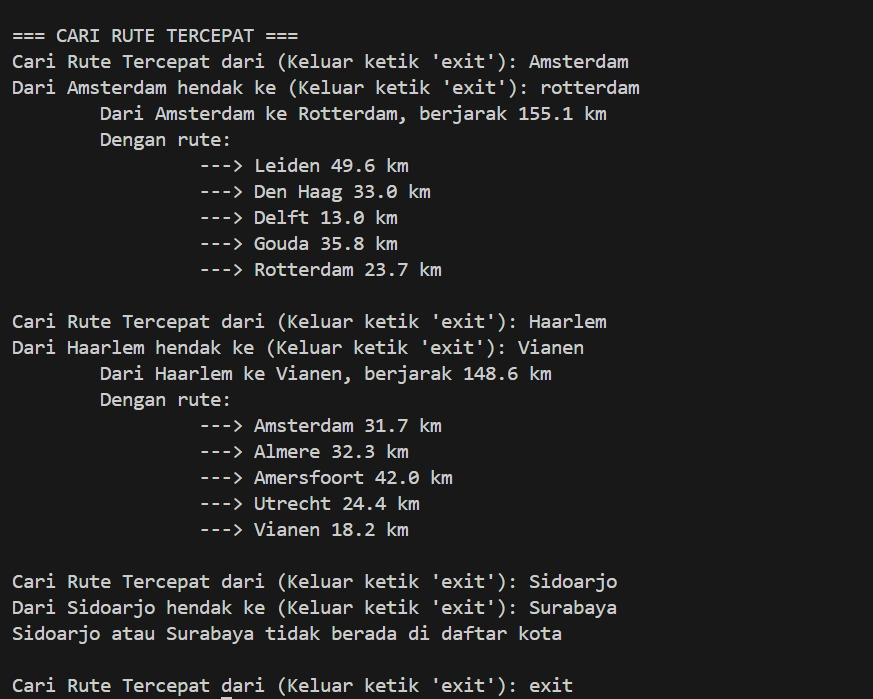 === CARI RUTE TERCEPAT ===
Cari Rute Tercepat dari (Keluar ketik 'exit'): Amsterdam
Dari Amsterdam hendak ke (Keluar ketik 'exit'): rotterdam
Dari Amsterdam ke Rotterdam, berjarak 155.1 km
Dengan rute:
---> Leiden 49.6 km
---> Den Haag 33.0 km
---> Delft 13.0 km
---> Gouda 35.8 km
---> Rotterdam 23.7 km
Cari Rute Tercepat dari (Keluar ketik 'exit'): Haarlem
Dari Haarlem hendak ke (Keluar ketik 'exit'): Vianen
Dari Haarlem ke Vianen, berjarak 148.6 km
Dengan rute:
---> Amsterdam 31.7 km
---> Almere 32.3 km
---> Amersfoort 42.0 km
---> Utrecht 24.4 km
---> Vianen 18.2 km
Cari Rute Tercepat dari (Keluar ketik 'exit'): Sidoarjo
Dari Sidoarjo hendak ke (Keluar ketik 'exit'): Surabaya
Sidoarjo atau Surabaya tidak berada di daftar kota
Cari Rute Tercepat dari (Keluar ketik 'exit'): exit